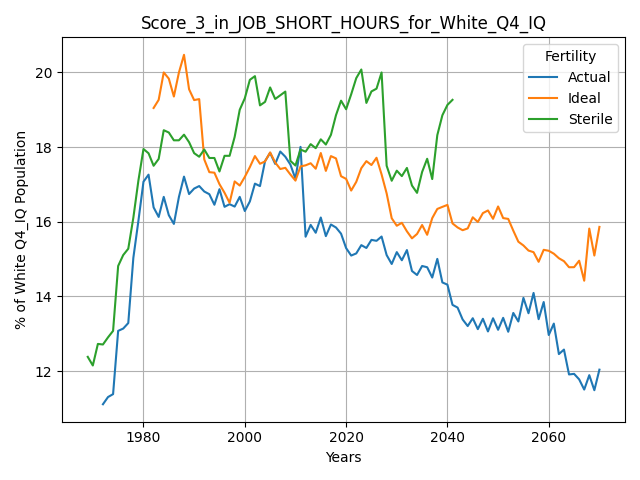 Score_3_in_JOB_SHORT_HOURS_for_White_Q4_IQ
Fertility
Actual
Ideal
Sterile
% of White Q4_IQ Population
20
18
16
14
12
1980 2000 2020 2040 2060
Years